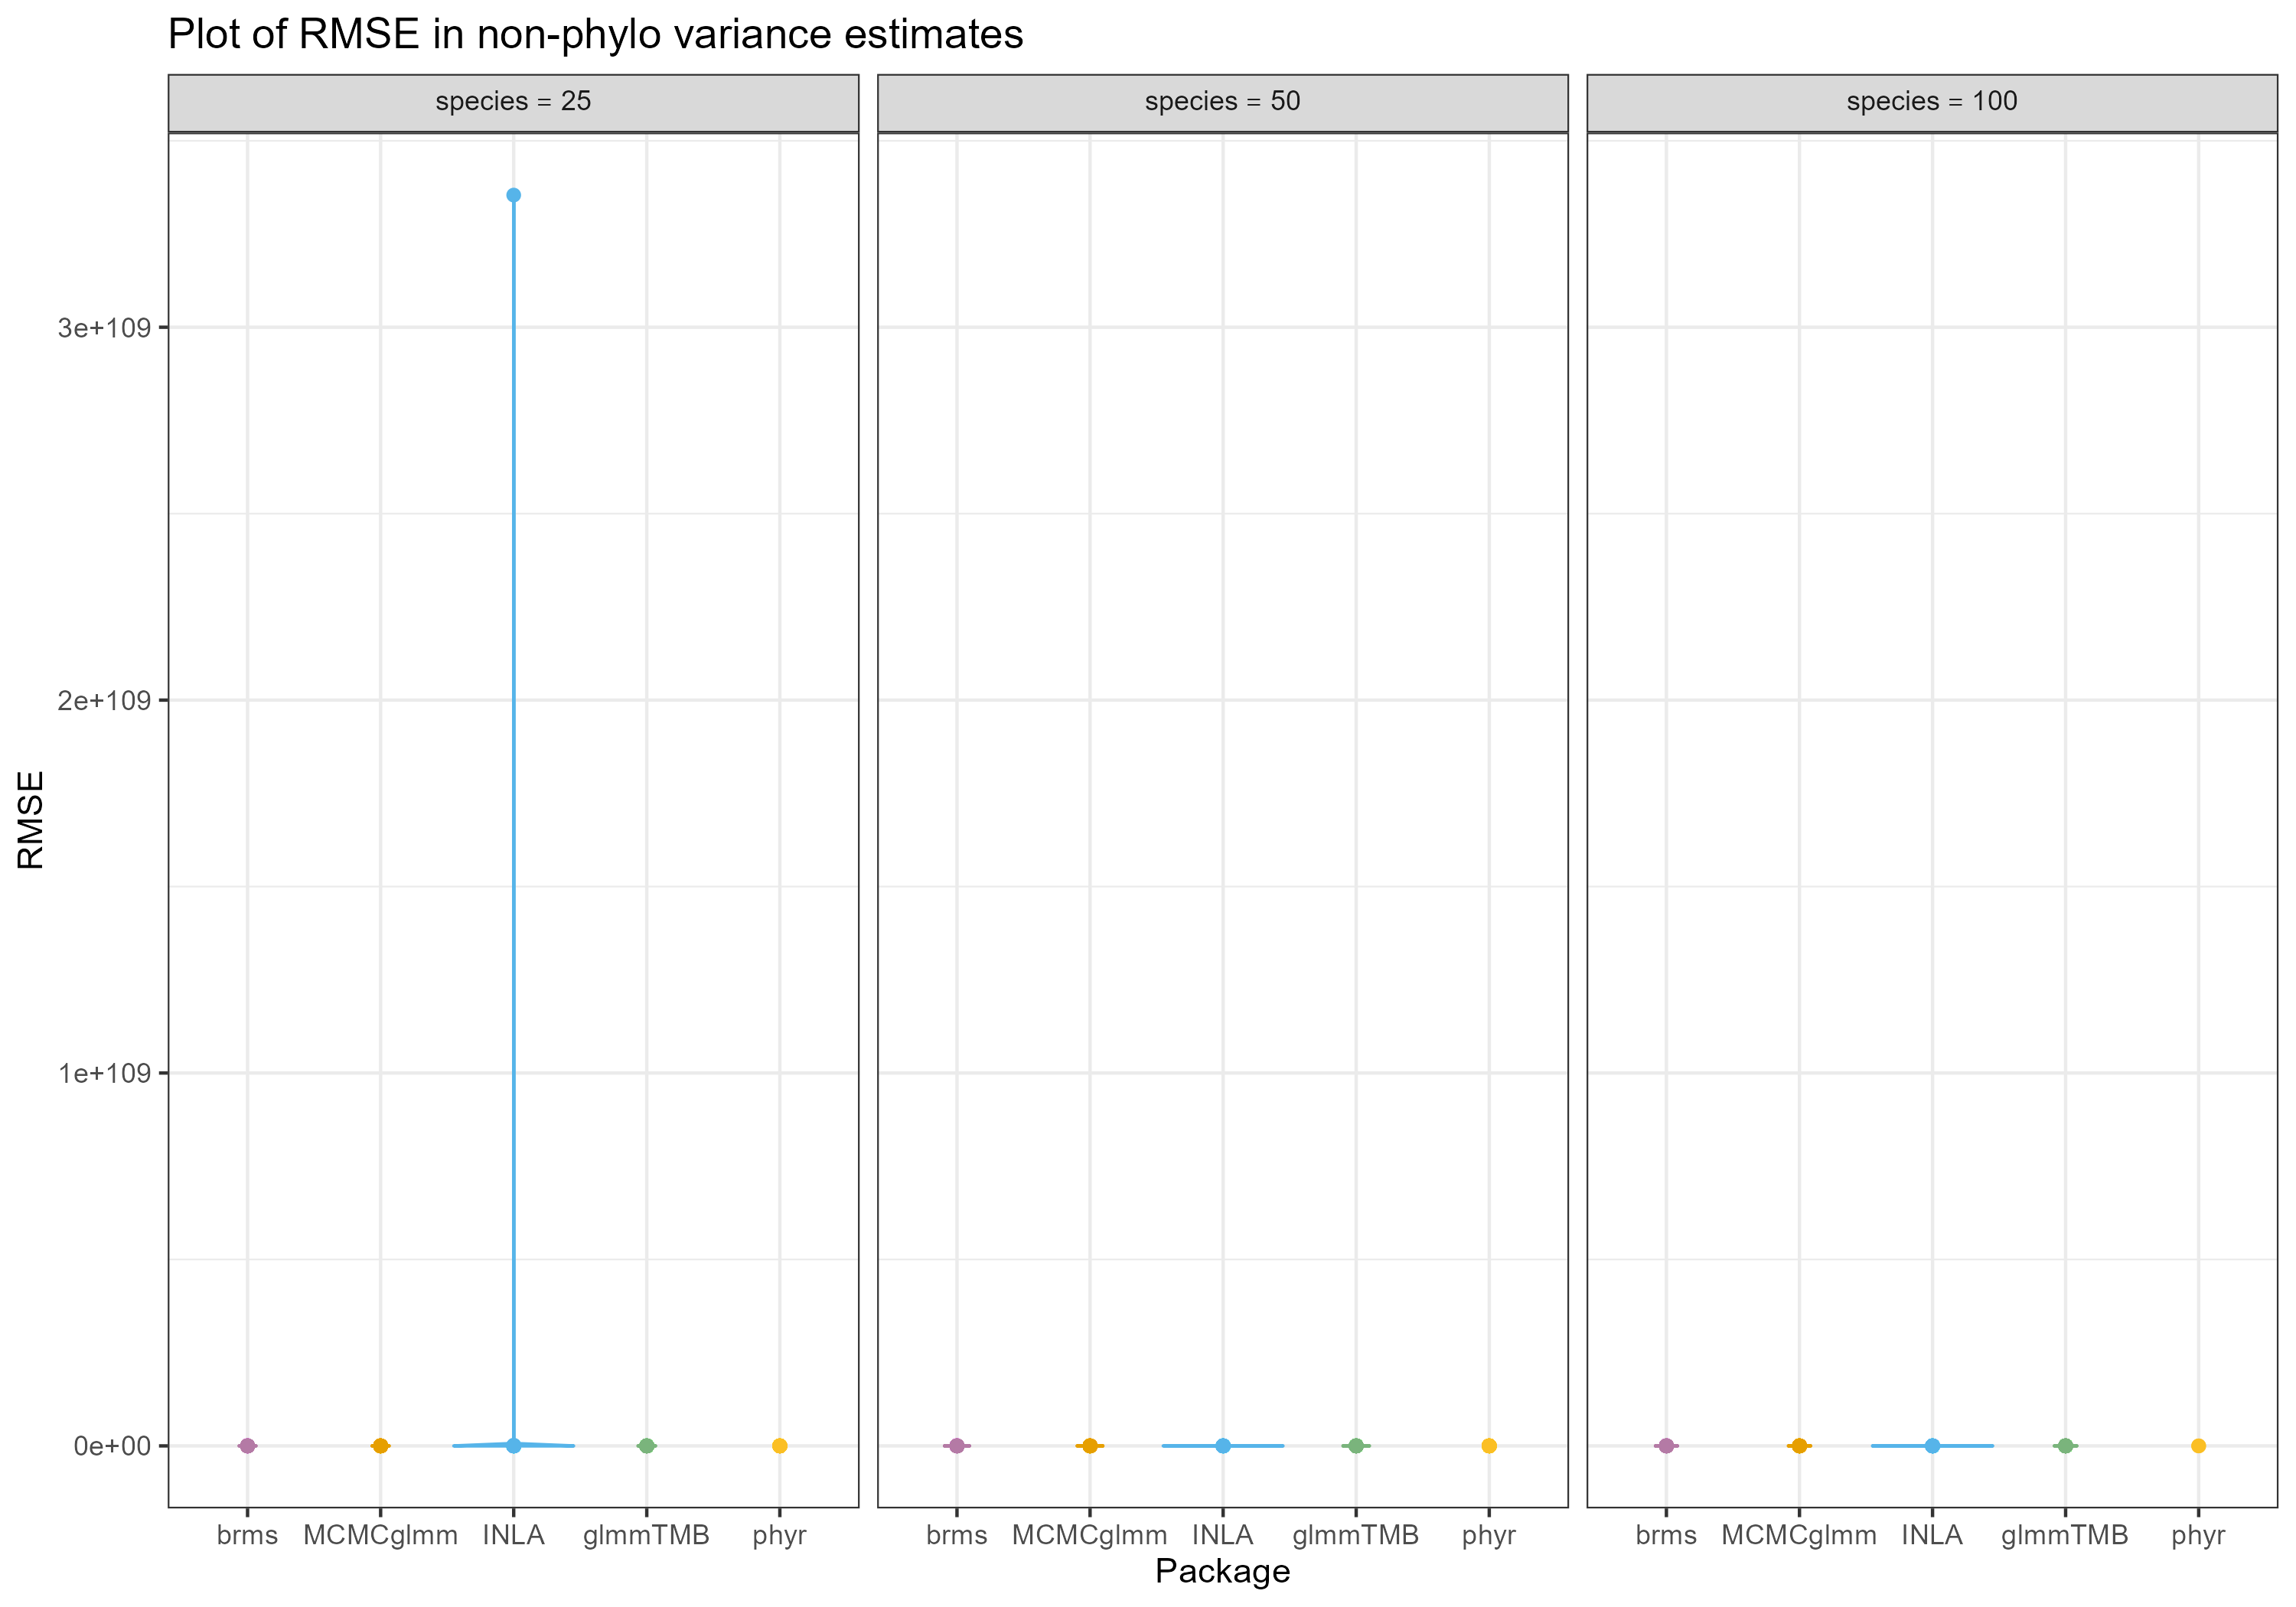 Plot of RMSE in non-phylo variance estimates
species = 25
species = 50
species = 100
3e+109
2e+109
1e+109
0e+00
RMSE
brms MCMCglmm INLA glmmTMB phyr
brms MCMCglmm INLA glmmTMB phyr
brms MCMCglmm INLA glmmTMB phyr
Package